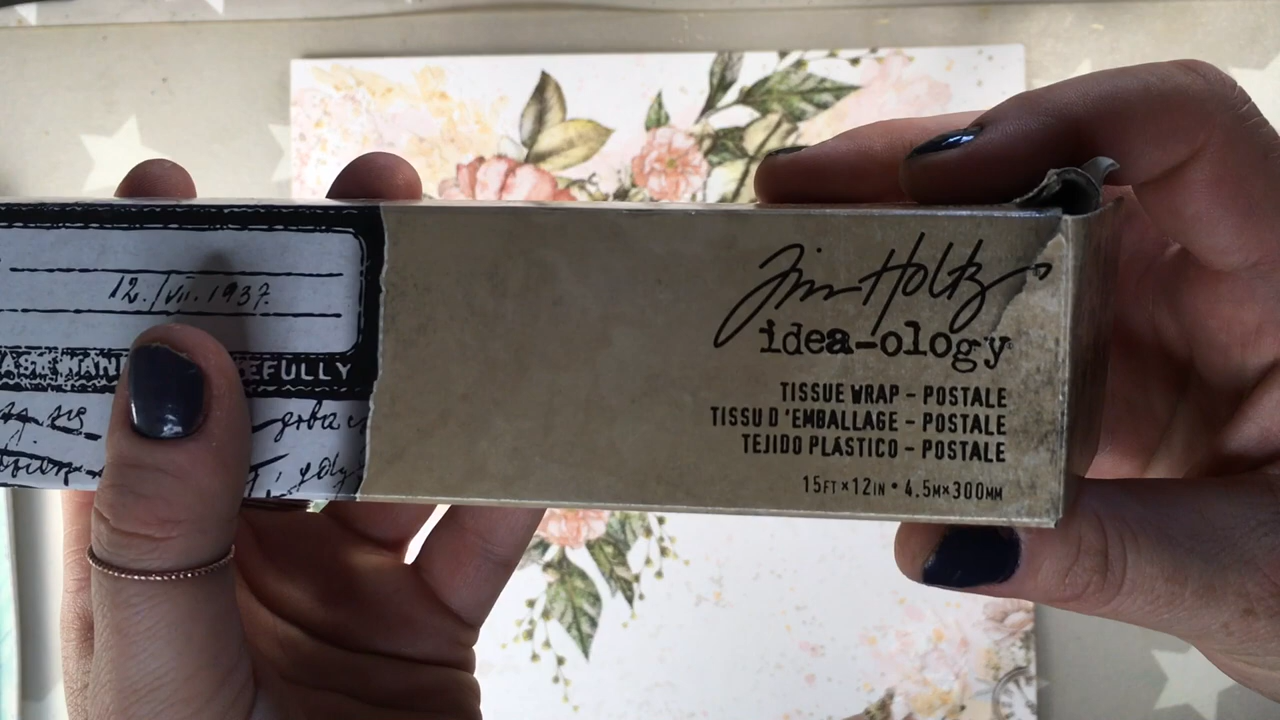 12./VII.1937.
EFULLY
Tim Holtz
idea-ology
TISSUE WRAP - POSTALE
TISSU D'EMBALLAGE - POSTALE
TEJIDO PLÁSTICO - POSTALE
15FT × 12IN • 4.5M × 300MM